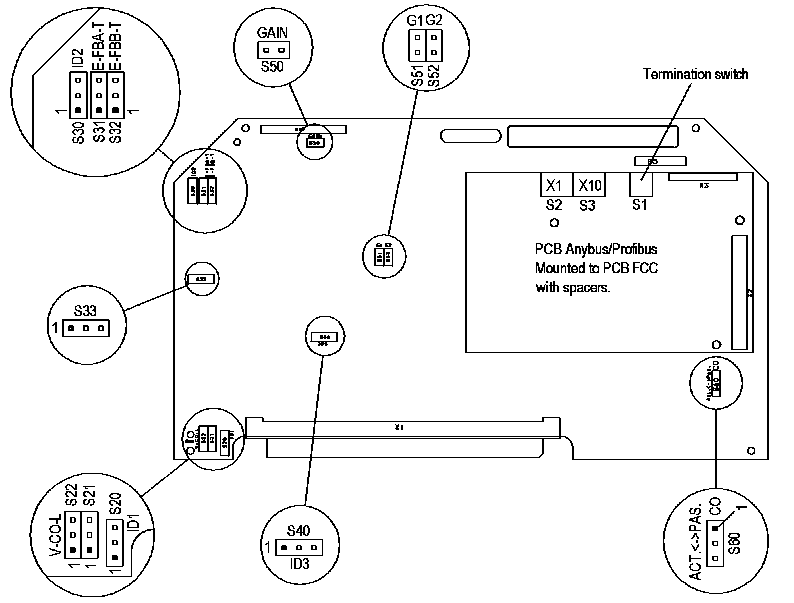 ID2
E-FBA-T
E-FBB-T
1
1
S30
S31
S32
GAIN
S50
G1 G2
S51
S52
Termination switch
X1
X10
S2
S3
S1
PCB Anybus/Profibus
Mounted to PCB FCC
with spacers.
S33
1
X1
V-CO-L
S22
S21
S20
1
1
ID1
S40
1
ID3
ACT.<->PAS.
CO
1
S60